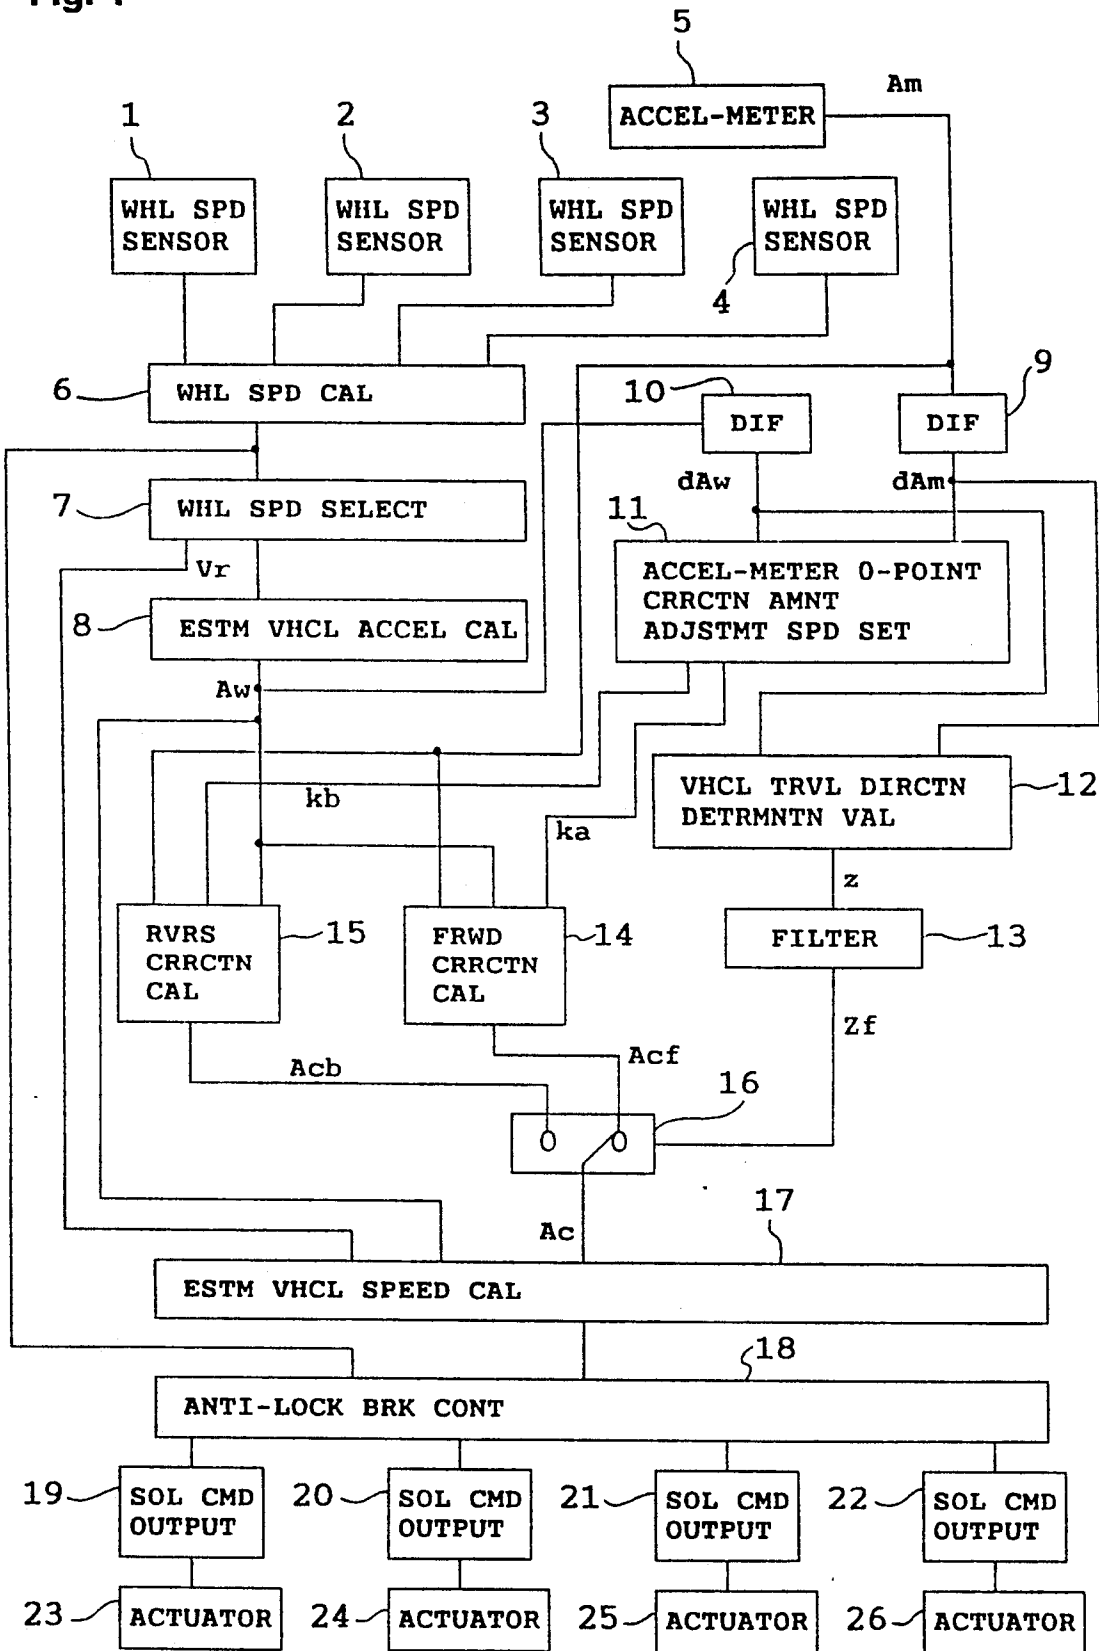 5
Am
ACCEL-METER
1
2
3
WHL SPD
SENSOR
WHL SPD
SENSOR
WHL SPD
SENSOR
WHL SPD
SENSOR
4
6
WHL SPD CAL
10
9
DIF
DIF
dAw
dAm
7
WHL SPD SELECT
11
Vr
ACCEL-METER 0-POINT
CRRCTN AMNT
ADJSTMT SPD SET
8
ESTM VHCL ACCEL CAL
Aw
kb
ka
VHCL TRVL DIRCTN
DETRMNTN VAL
12
z
RVRS
CRRCTN
CAL
15
FRWD
CRRCTN
CAL
14
FILTER
13
Zf
Acb
Acf
16
Ac
17
ESTM VHCL SPEED CAL
18
ANTI-LOCK BRK CONT
19
SOL CMD
OUTPUT
20
SOL CMD
OUTPUT
21
SOL CMD
OUTPUT
22
SOL CMD
OUTPUT
23
ACTUATOR
24
ACTUATOR
25
ACTUATOR
26
ACTUATOR